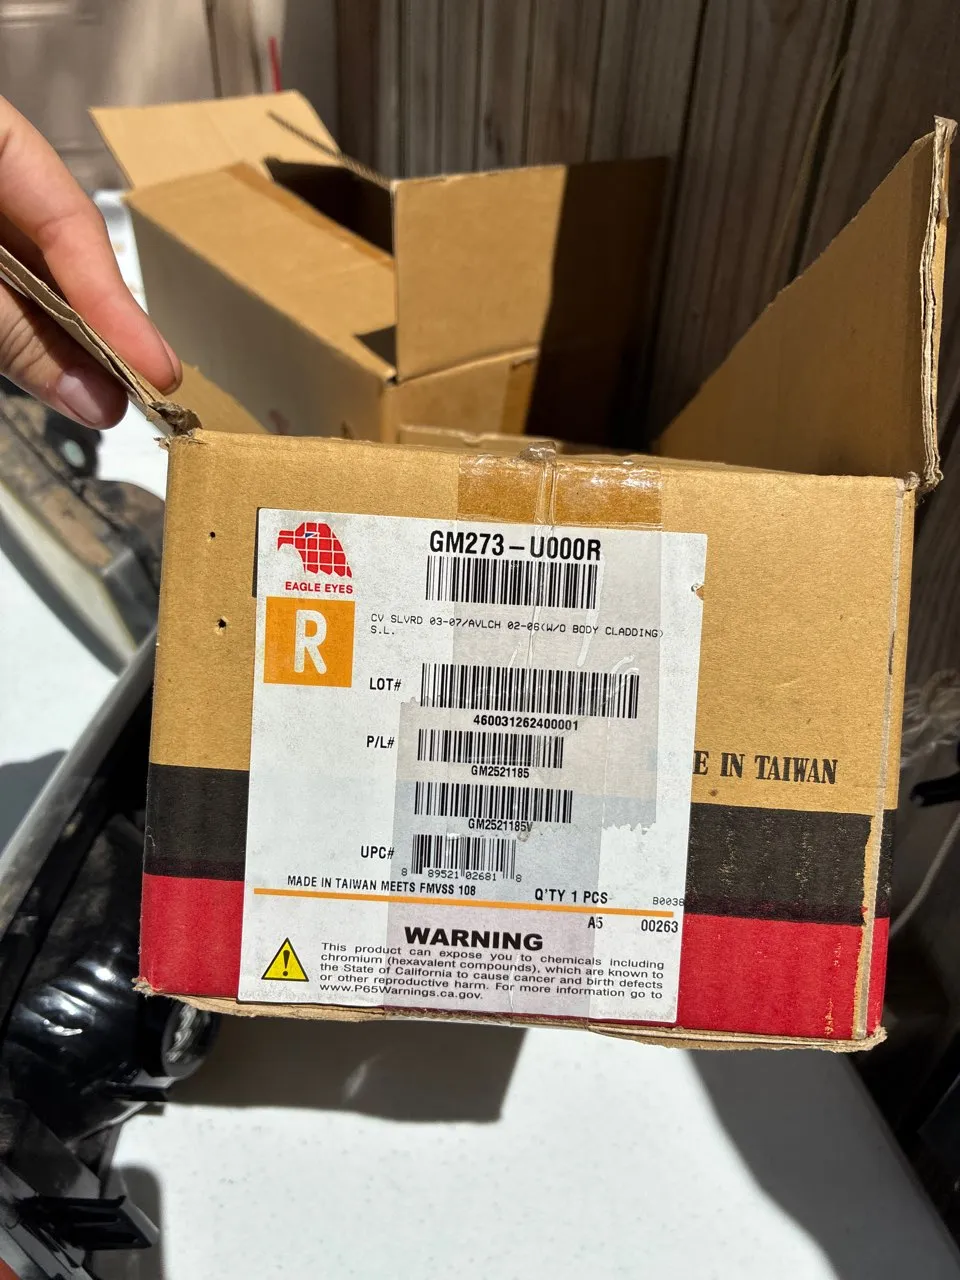 GM273-U000R
EAGLE EYES
R
CV SLVRD 03-07/AVLCH 02-06(W/O BODY CLADDING)
S.L.
LOT#
460031262400001
P/L#
GM2521185
GM2521185V
UPC#
8 89521 02681 8
MADE IN TAIWAN MEETS FMVSS 108
Q'TY 1 PCS
B0038
A5 00263
WARNING
This product can expose you to chemicals including
chromium (hexavalent compounds), which are known to
the State of California to cause cancer and birth defects
or other reproductive harm. For more information go to
www.P65Warnings.ca.gov.
E IN TAIWAN